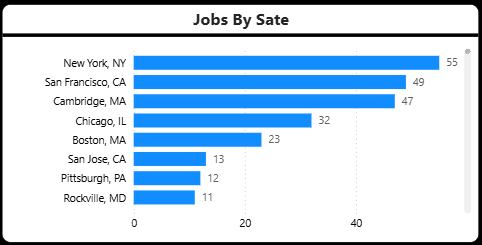 Jobs By Sate
New York, NY 55
San Francisco, CA 49
Cambridge, MA 47
Chicago, IL 32
Boston, MA 23
San Jose, CA 13
Pittsburgh, PA 12
Rockville, MD 11
0 20 40